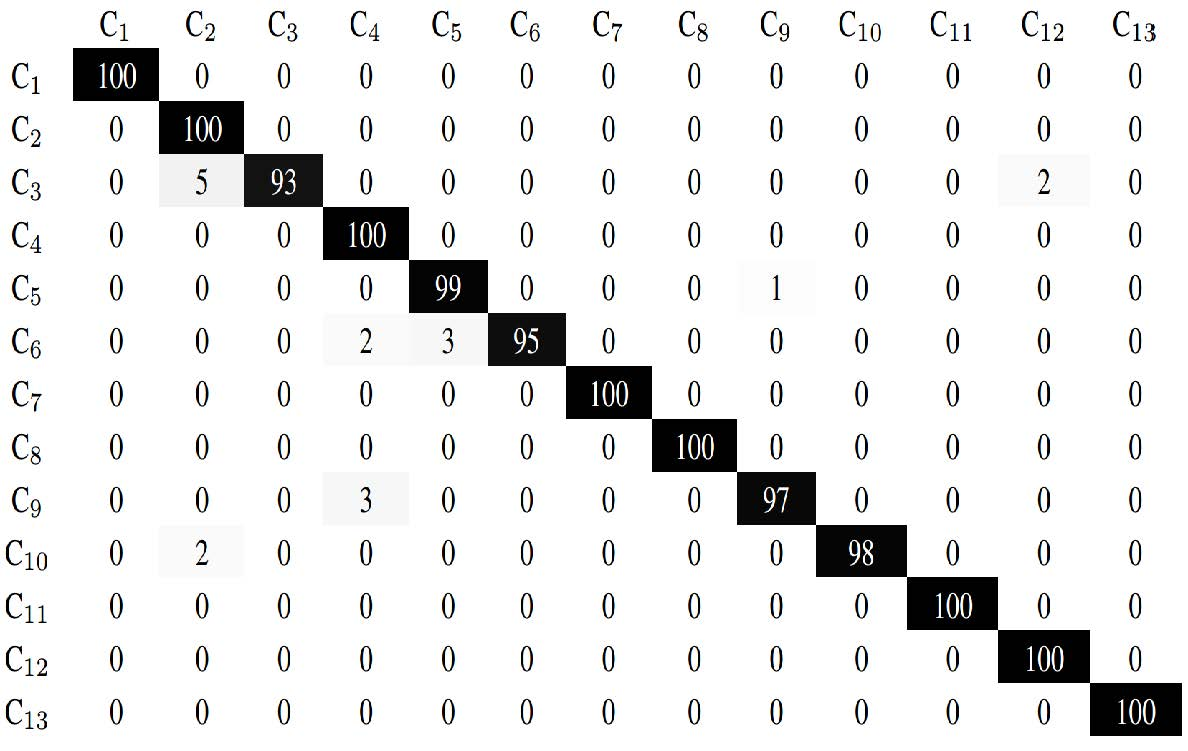 C₁ C₂ C₃ C₄ C₅ C₆ C₇ C₈ C₉ C₁₀ C₁₁ C₁₂ C₁₃
C₁ 100 0 0 0 0 0 0 0 0 0 0 0 0
C₂ 0 100 0 0 0 0 0 0 0 0 0 0 0
C₃ 0 5 93 0 0 0 0 0 0 0 0 2 0
C₄ 0 0 0 100 0 0 0 0 0 0 0 0 0
C₅ 0 0 0 0 99 0 0 0 1 0 0 0 0
C₆ 0 0 0 2 3 95 0 0 0 0 0 0 0
C₇ 0 0 0 0 0 0 100 0 0 0 0 0 0
C₈ 0 0 0 0 0 0 0 100 0 0 0 0 0
C₉ 0 0 0 3 0 0 0 0 97 0 0 0 0
C₁₀ 0 2 0 0 0 0 0 0 0 98 0 0 0
C₁₁ 0 0 0 0 0 0 0 0 0 0 100 0 0
C₁₂ 0 0 0 0 0 0 0 0 0 0 0 100 0
C₁₃ 0 0 0 0 0 0 0 0 0 0 0 0 100